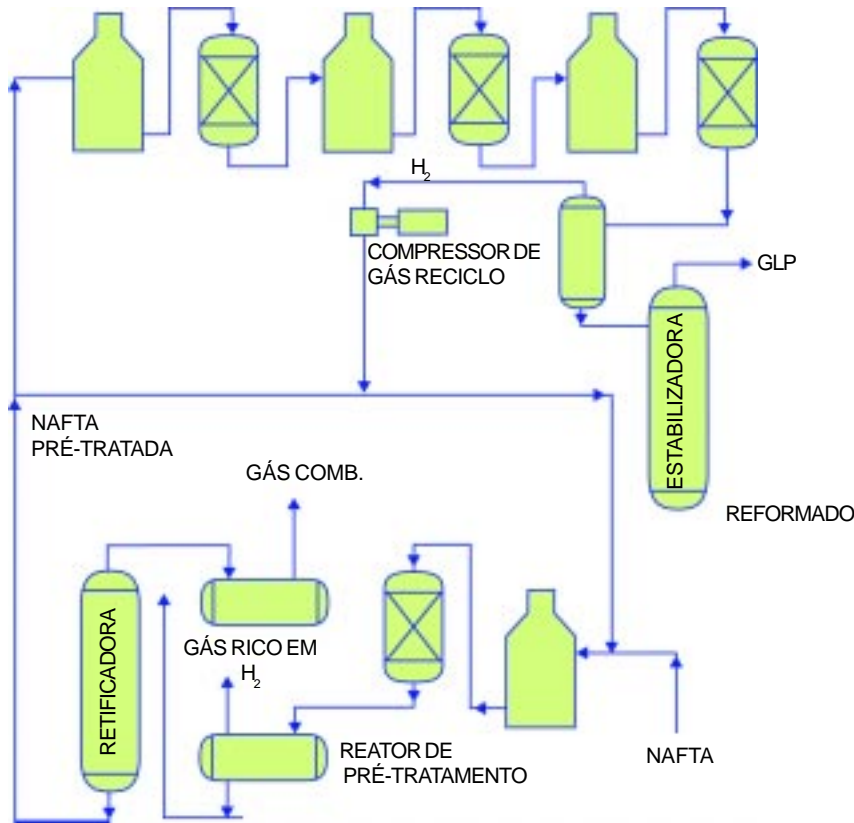 H2
COMPRESSOR DE
GÁS RECICLO
GLP
ESTABILIZADORA
NAFTA
PRÉ-TRATADA
GÁS COMB.
REFORMADO
RETIFICADORA
GÁS RICO EM
H2
REATOR DE
PRÉ-TRATAMENTO
NAFTA